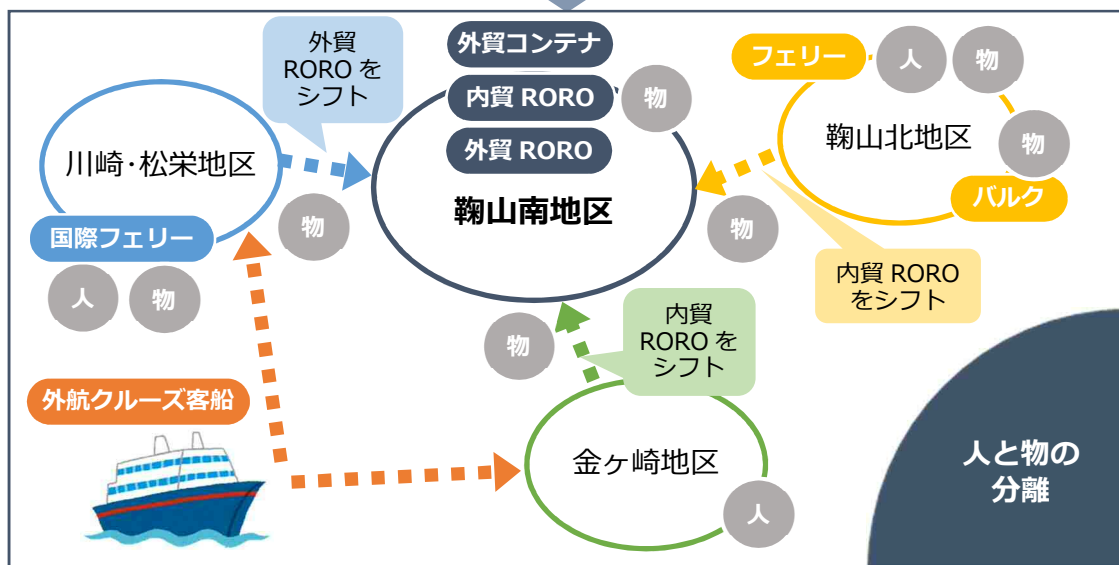 外貿
RORO を
シフト
外貿コンテナ
内貿 RORO
外貿 RORO
物
鞠山南地区
フェリー
人
物
鞠山北地区
物
バルク
川崎・松栄地区
国際フェリー
人
物
物
物
内貿 RORO
をシフト
物
内貿
RORO を
シフト
外航クルーズ客船
金ヶ崎地区
人
人と物の
分離